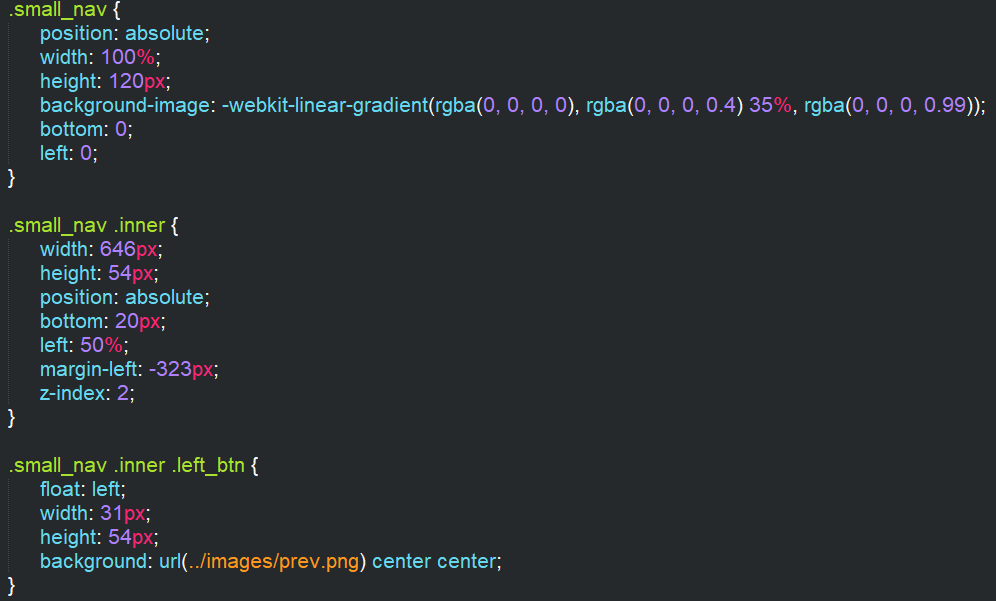 .small_nav {
position: absolute;
width: 100%;
height: 120px;
background-image: -webkit-linear-gradient(rgba(0, 0, 0, 0), rgba(0, 0, 0, 0.4) 35%, rgba(0, 0, 0, 0.99));
bottom: 0;
left: 0;
}
.small_nav .inner {
width: 646px;
height: 54px;
position: absolute;
bottom: 20px;
left: 50%;
margin-left: -323px;
z-index: 2;
}
.small_nav .inner .left_btn {
float: left;
width: 31px;
height: 54px;
background: url(../images/prev.png) center center;
}